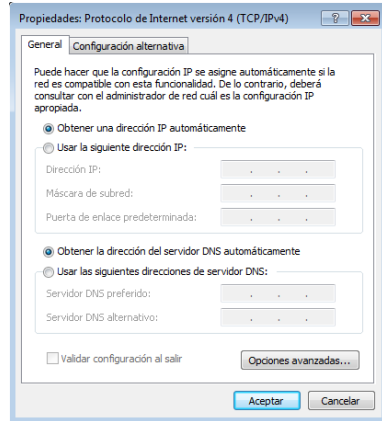 Propiedades: Protocolo de Internet versión 4 (TCP/IPv4)
General
Configuración alternativa
Puede hacer que la configuración IP se asigne automáticamente si la
red es compatible con esta funcionalidad. De lo contrario, deberá
consultar con el administrador de red cuál es la configuración IP
apropiada.
Obtener una dirección IP automáticamente
Usar la siguiente dirección IP:
Dirección IP:
Máscara de subred:
Puerta de enlace predeterminada:
Obtener la dirección del servidor DNS automáticamente
Usar las siguientes direcciones de servidor DNS:
Servidor DNS preferido:
Servidor DNS alternativo:
Validar configuración al salir
Opciones avanzadas...
Aceptar
Cancelar